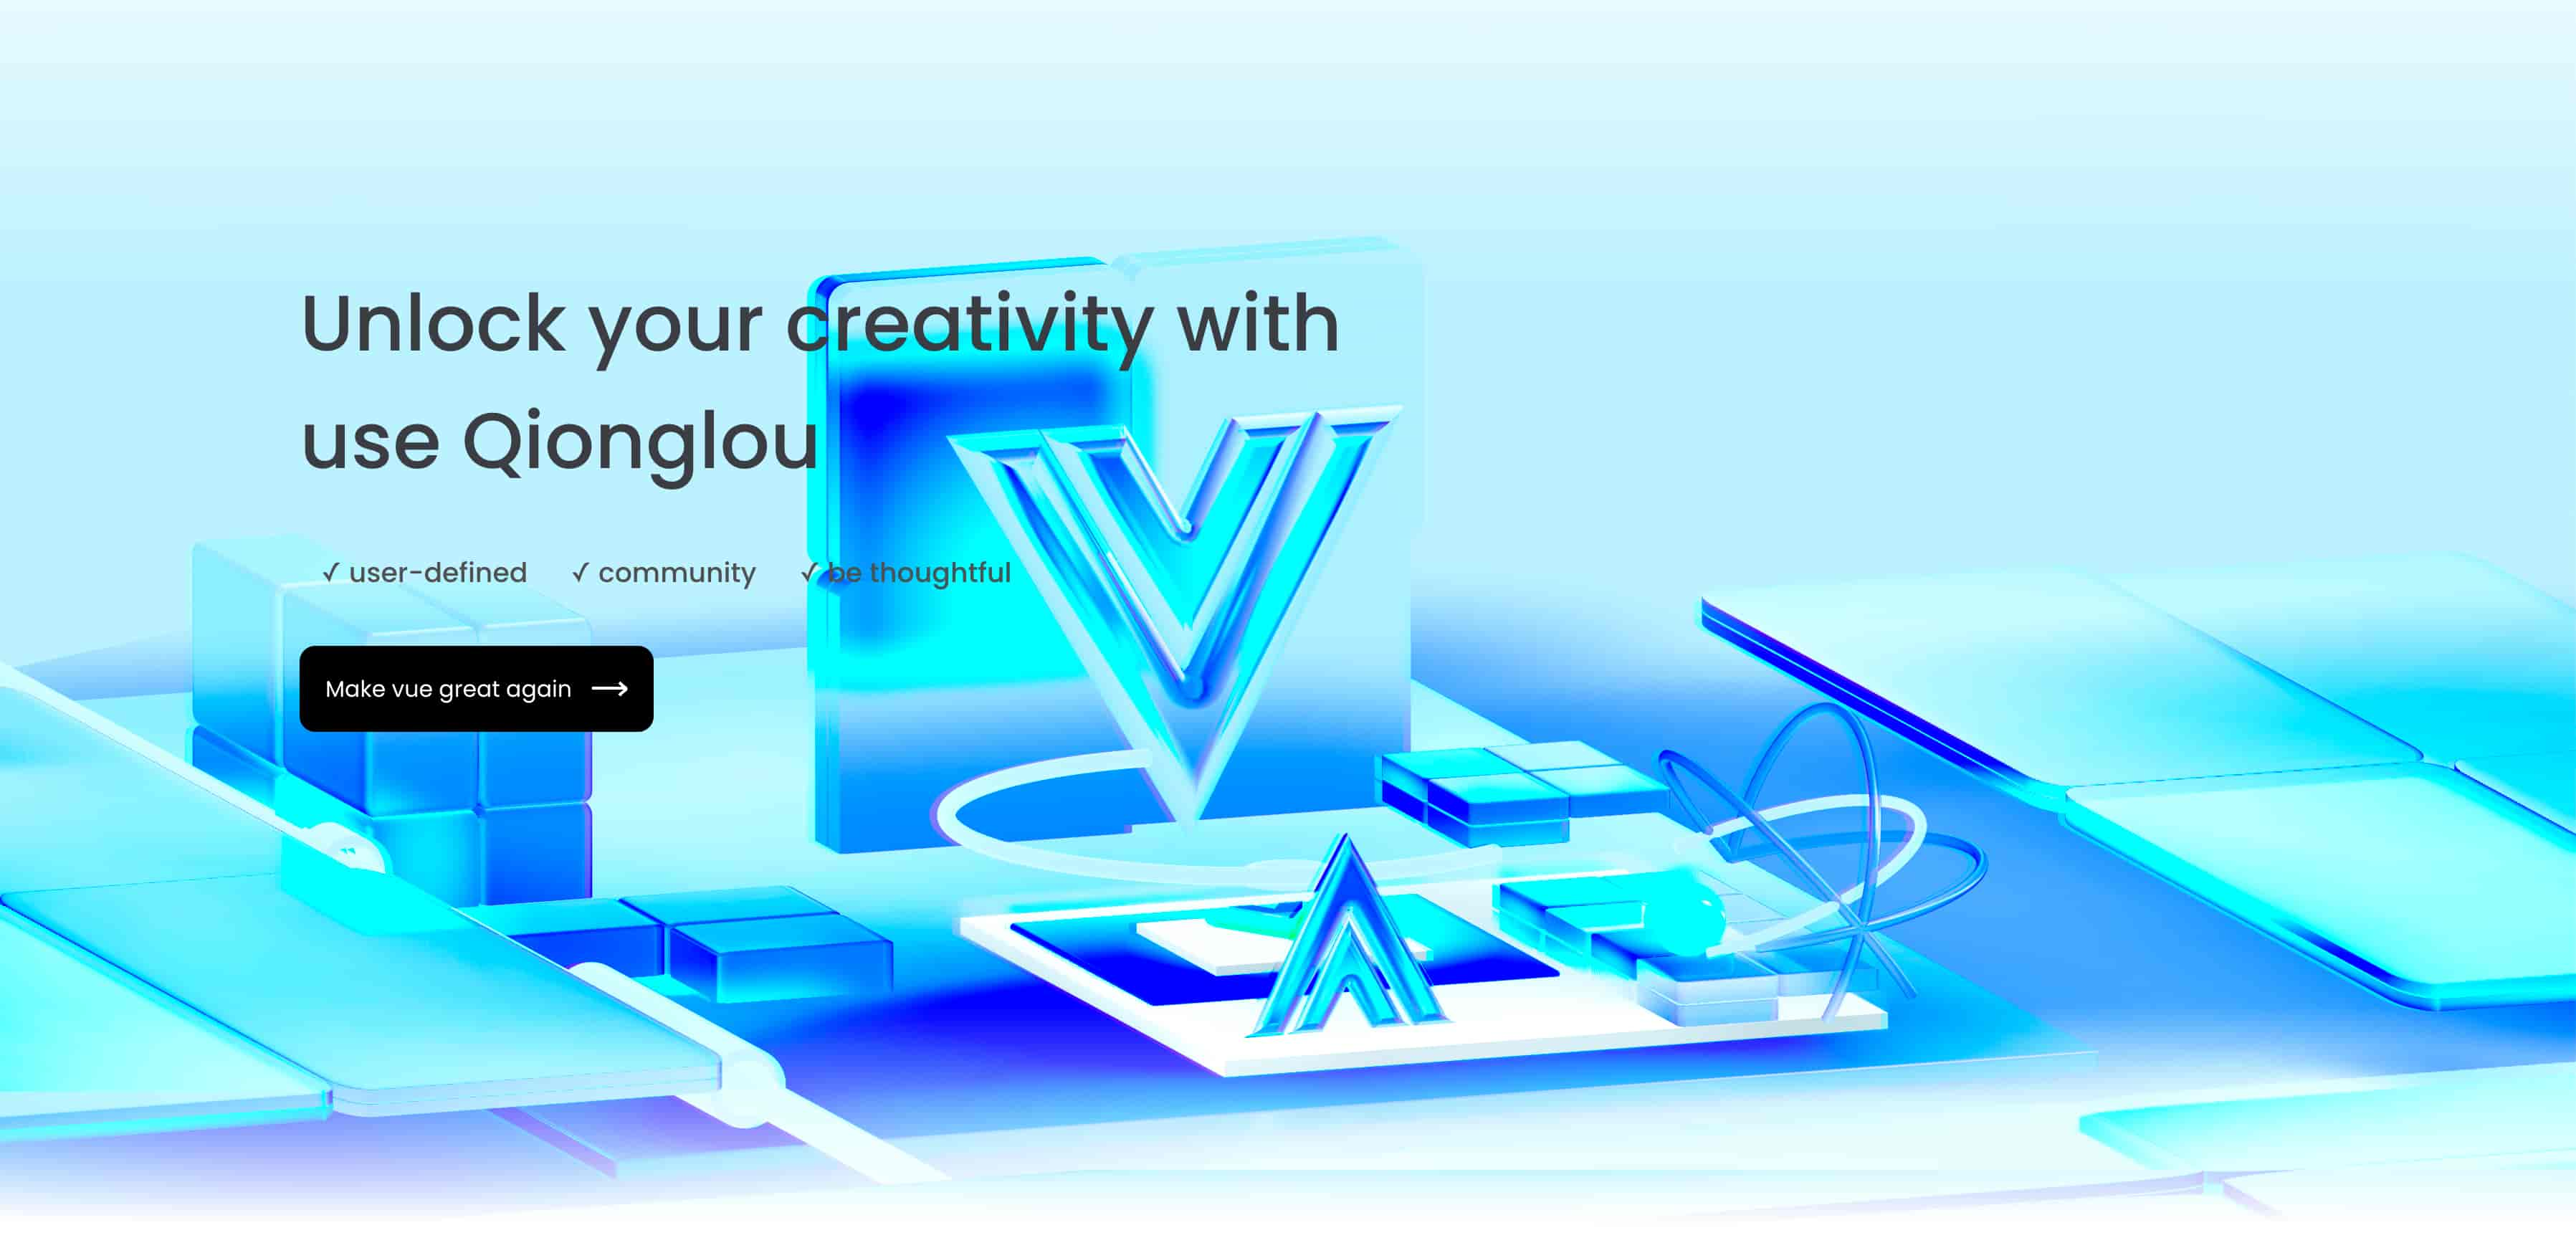 Unlock your creativity with
use Qionglou
✓ user-defined ✓ community ✓ be thoughtful
Make vue great again →